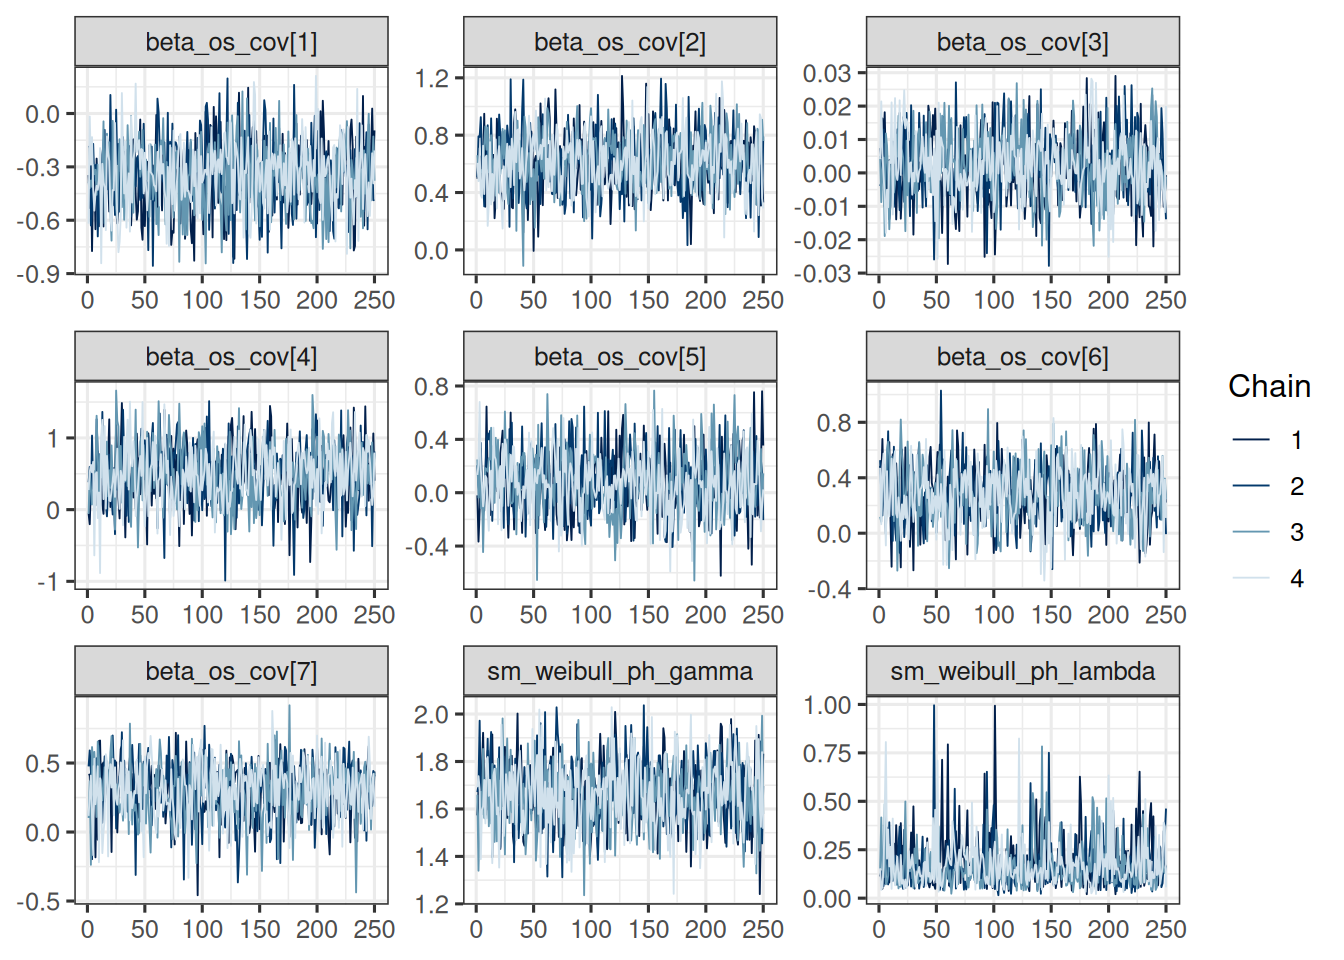 beta_os_cov[1]
beta_os_cov[2]
beta_os_cov[3]
0.0
-0.3
-0.6
-0.9
1.2
0.8
0.4
0.0
0.03
0.02
0.01
0.00
-0.01
-0.02
-0.03
0 50 100 150 200 250
0 50 100 150 200 250
0 50 100 150 200 250
beta_os_cov[4]
beta_os_cov[5]
beta_os_cov[6]
1
0
-1
0.8
0.4
0.0
-0.4
0.8
0.4
0.0
-0.4
0 50 100 150 200 250
0 50 100 150 200 250
0 50 100 150 200 250
beta_os_cov[7]
sm_weibull_ph_gamma
sm_weibull_ph_lambda
0.5
0.0
-0.5
2.0
1.8
1.6
1.4
1.2
1.00
0.75
0.50
0.25
0.00
0 50 100 150 200 250
0 50 100 150 200 250
0 50 100 150 200 250
Chain
1
2
3
4